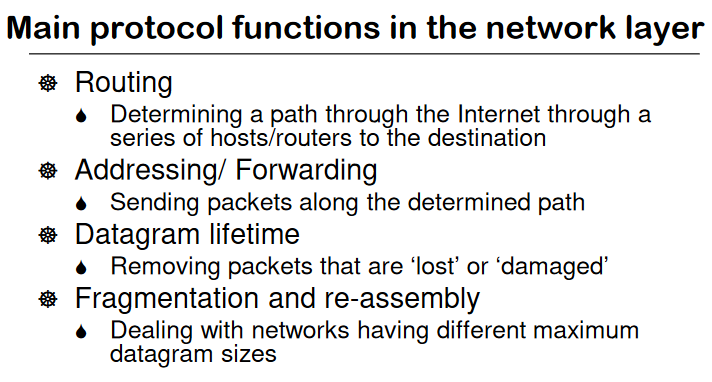 Main protocol functions in the network layer
Routing
Determining a path through the Internet through a
series of hosts/routers to the destination
Addressing/ Forwarding
Sending packets along the determined path
Datagram lifetime
Removing packets that are ‘lost’ or ‘damaged’
Fragmentation and re-assembly
Dealing with networks having different maximum
datagram sizes